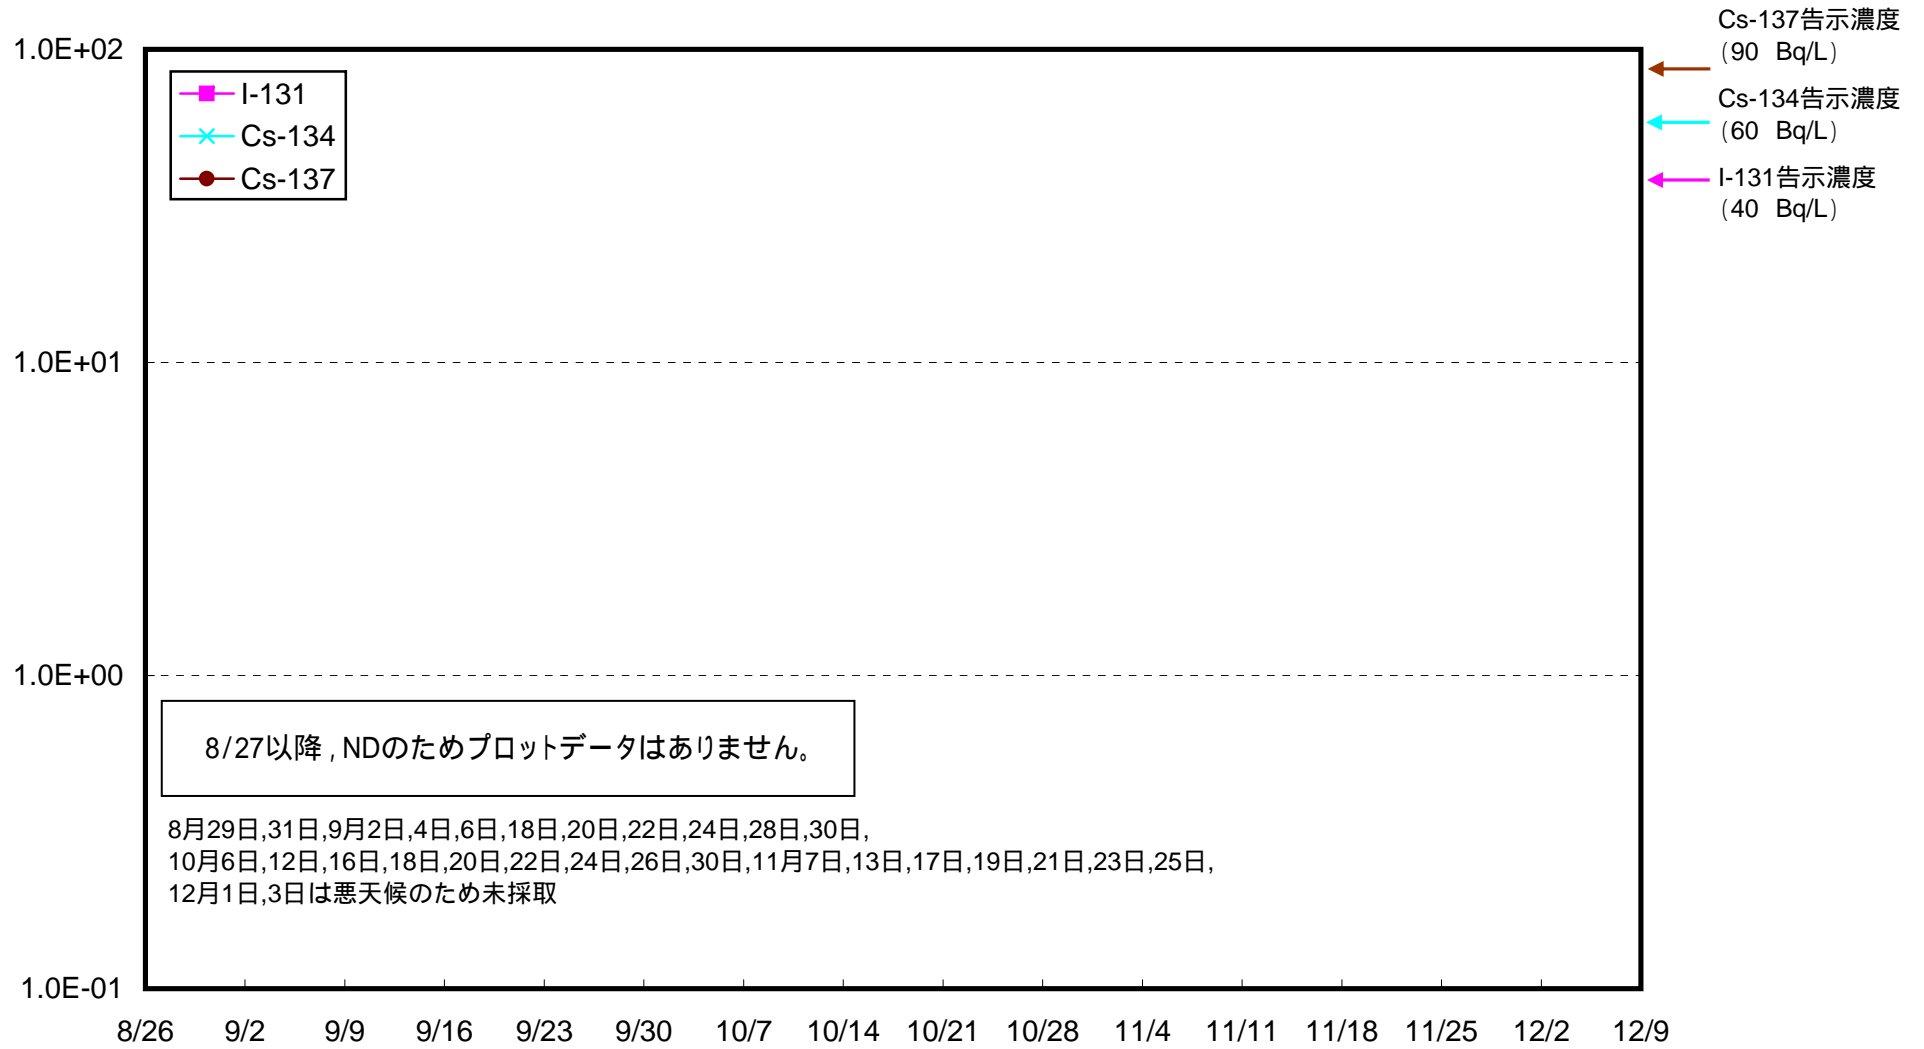 Cs-137告示濃度
(90 Bq/L)
Cs-134告示濃度
(60 Bq/L)
I-131告示濃度
(40 Bq/L)
1.0E+02
1.0E+01
1.0E+00
1.0E-01
I-131
Cs-134
Cs-137
8/27以降,NDのためプロットデータはありません。
8月29日,31日,9月2日,4日,6日,18日,20日,22日,24日,28日,30日,
10月6日,12日,16日,18日,20日,22日,24日,26日,30日,11月7日,13日,17日,19日,21日,23日,25日,
12月1日,3日は悪天候のため未採取
8/26 9/2 9/9 9/16 9/23 9/30 10/7 10/14 10/21 10/28 11/4 11/11 11/18 11/25 12/2 12/9